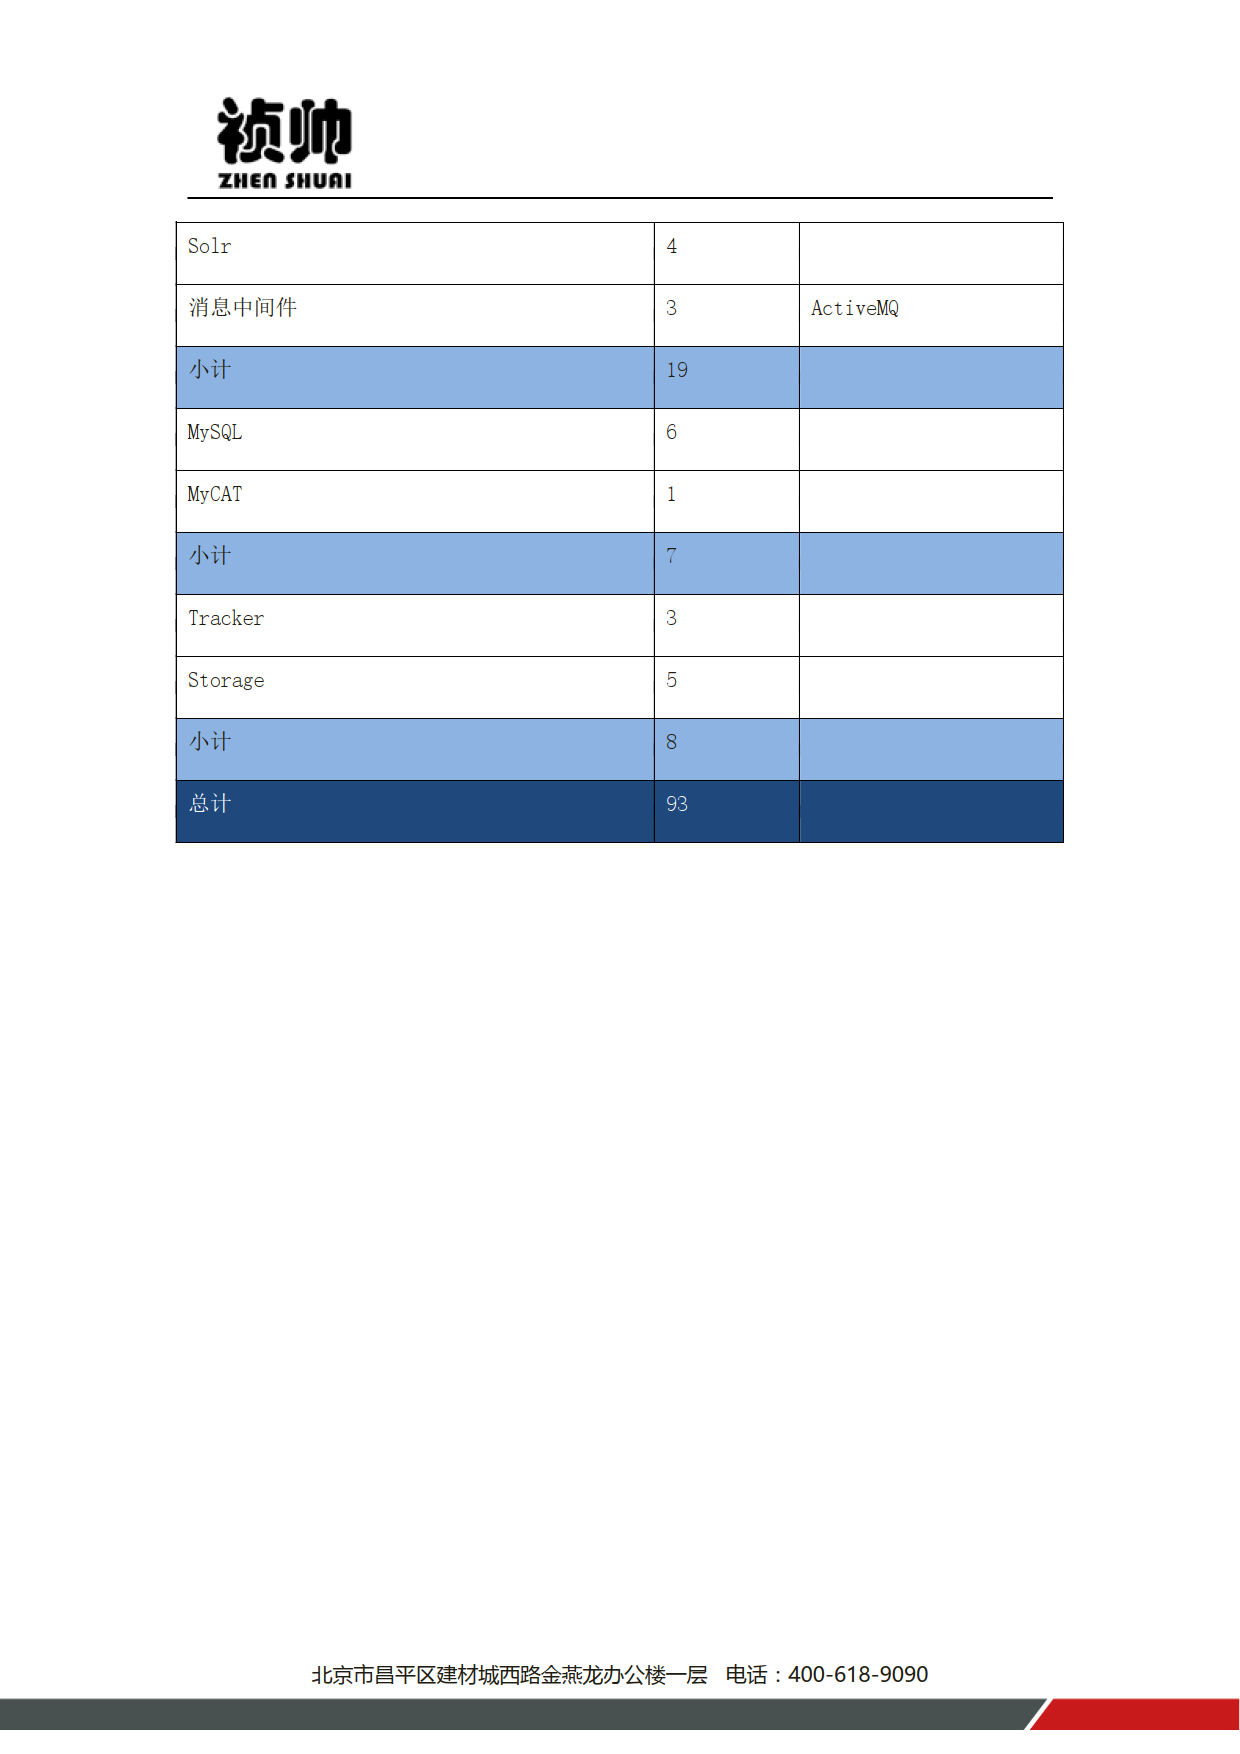 祯帅
ZHEN SHUAI
Solr 4
消息中间件 3 ActiveMQ
小计 19
MySQL 6
MyCAT 1
小计 7
Tracker 3
Storage 5
小计 8
总计 93
北京市昌平区建材城西路金燕龙办公楼一层 电话：400-618-9090